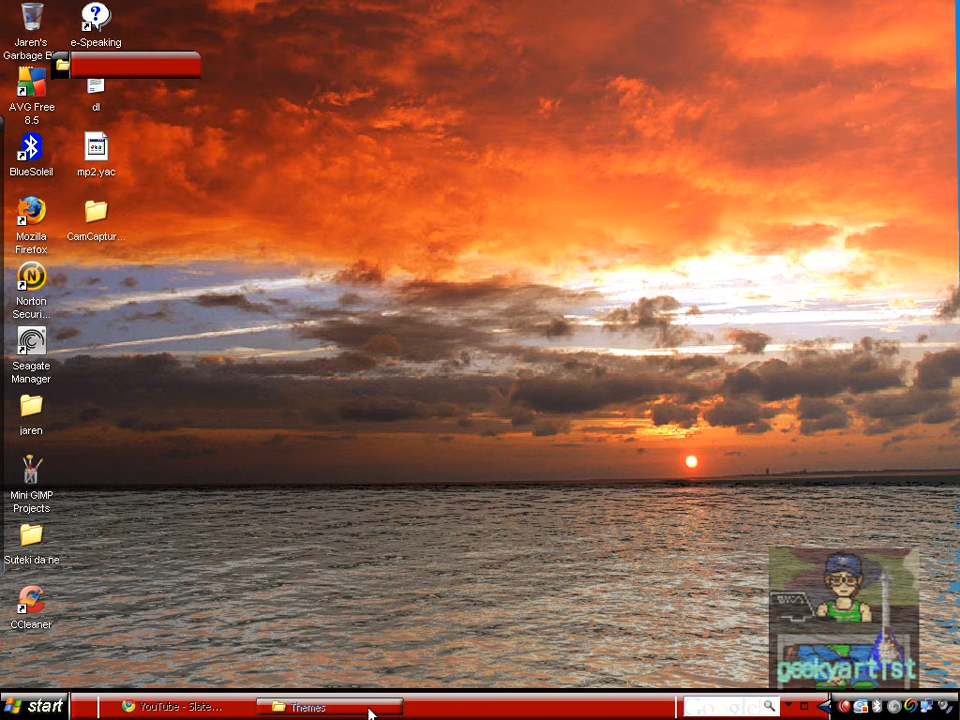 Jaren's
Garbage B
e-Speaking
AVG Free
8.5
dl
BlueSoleil
mp2.yac
Mozilla
Firefox
CamCaptur...
Norton
Securi...
Seagate
Manager
jaren
Mini GIMP
Projects
Suteki da ne
CCleaner
BIOS
geekyartist
start
YouTube - Slate...
Themes
Google